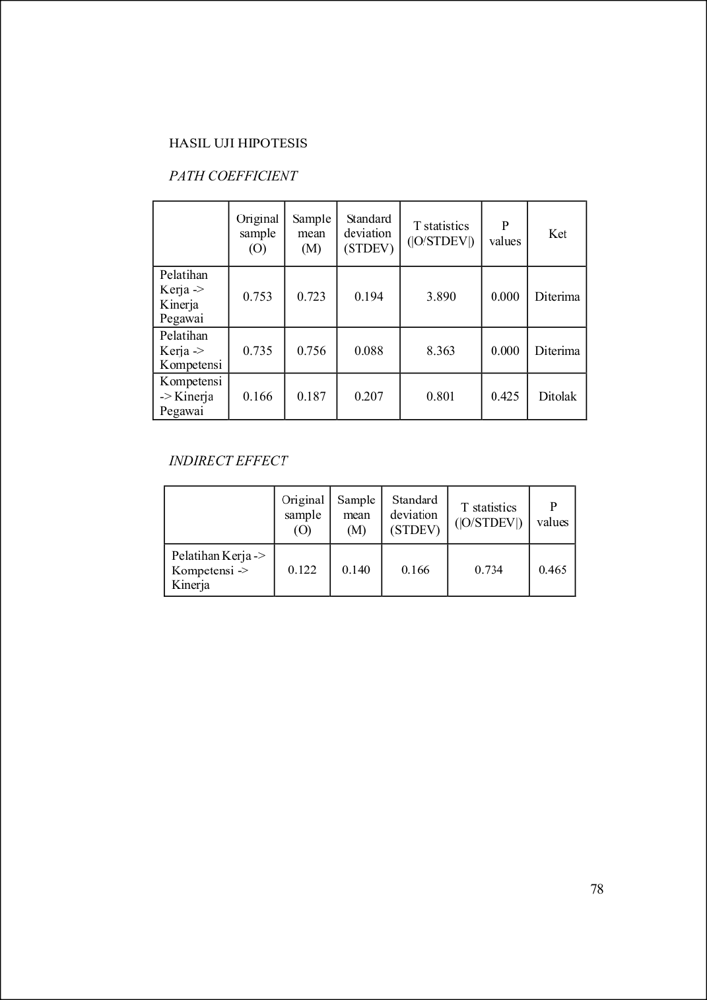 HASIL UJI HIPOTESIS
PATH COEFFICIENT
Original sample (O) Sample mean (M) Standard deviation (STDEV) T statistics (|O/STDEV|) P values Ket
Pelatihan Kerja -> Kinerja Pegawai 0.753 0.723 0.194 3.890 0.000 Diterima
Pelatihan Kerja -> Kompetensi 0.735 0.756 0.088 8.363 0.000 Diterima
Kompetensi -> Kinerja Pegawai 0.166 0.187 0.207 0.801 0.425 Ditolak
INDIRECT EFFECT
Original sample (O) Sample mean (M) Standard deviation (STDEV) T statistics (|O/STDEV|) P values
Pelatihan Kerja -> Kompetensi -> Kinerja 0.122 0.140 0.166 0.734 0.465
78